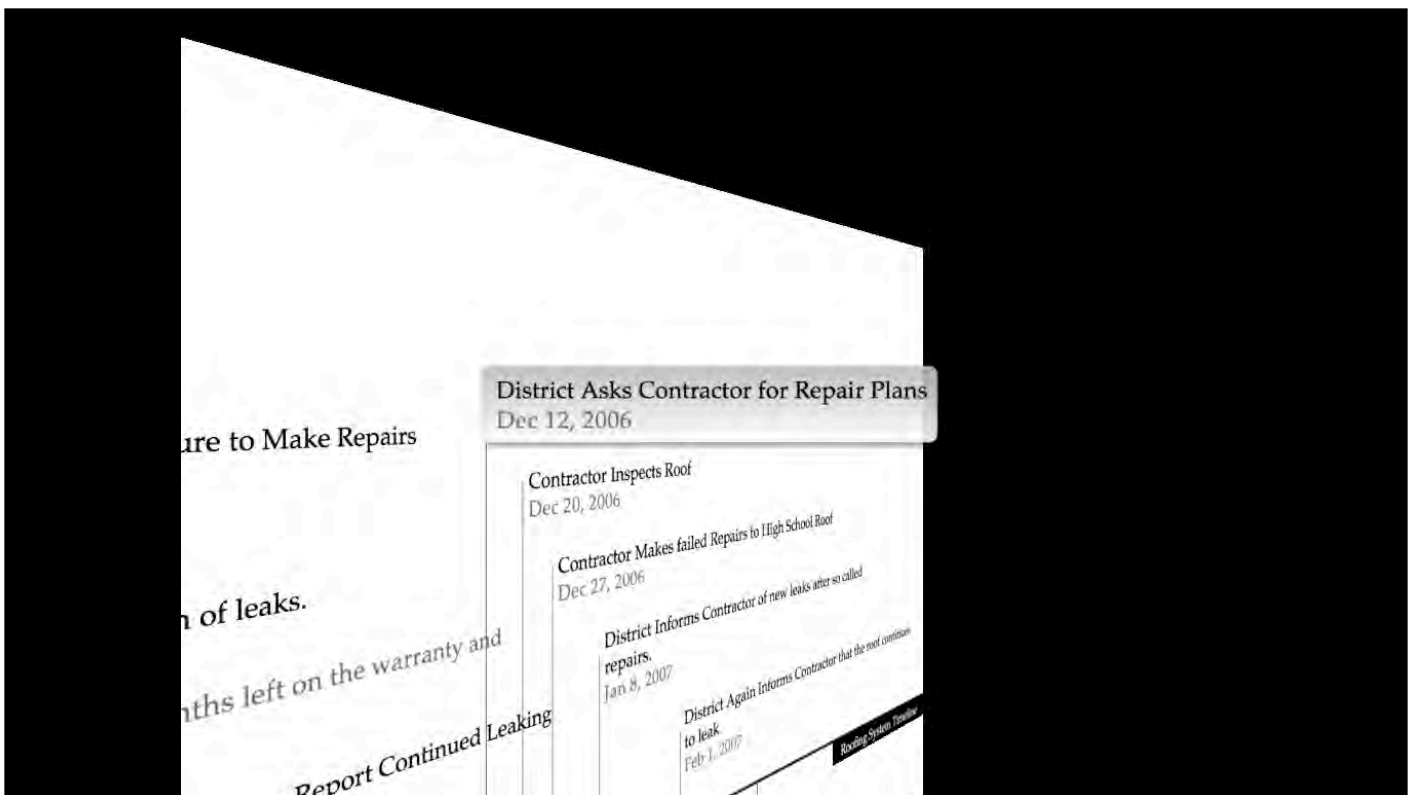 District Asks Contractor for Repair Plans
Dec 12, 2006
ure to Make Repairs
Contractor Inspects Roof
Dec 20, 2006
Contractor Makes failed Repairs to High School Roof
Dec 27, 2006
n of leaks.
District Informs Contractor of new leaks after so called
repairs.
Jan 8, 2007
nths left on the warranty and
District Again Informs Contractor that the roof continues
to leak
Feb 1, 2007
Report Continued Leaking
Roofing System Timeline